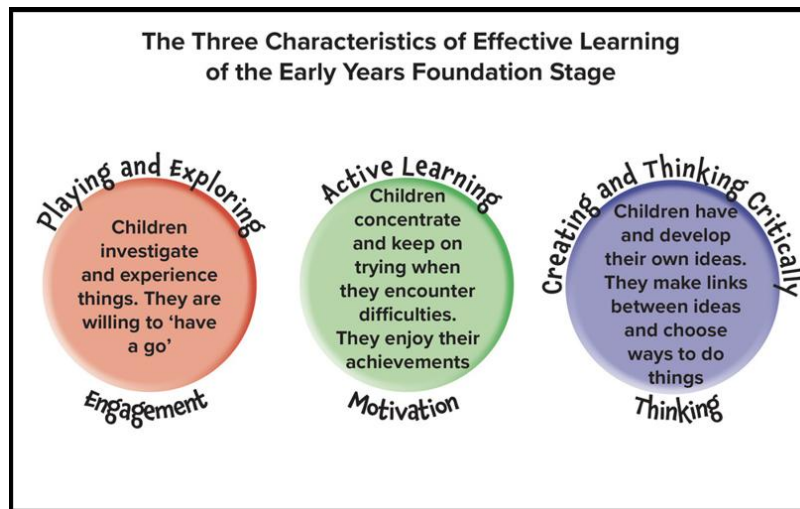 The Three Characteristics of Effective Learning
of the Early Years Foundation Stage
Playing and Exploring
Children
investigate
and experience
things. They are
willing to ‘have
a go’
Engagement
Active Learning
Children
concentrate
and keep on
trying when
they encounter
difficulties.
They enjoy their
achievements
Motivation
Creating and Thinking Critically
Children have
and develop
their own ideas.
They make links
between ideas
and choose
ways to do
things
Thinking